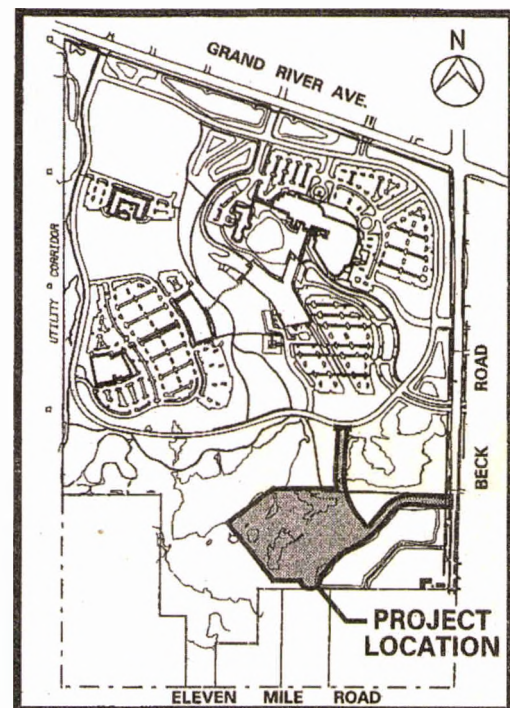 GRAND RIVER AVE.
N
UTILITY CORRIDOR
BECK ROAD
PROJECT
LOCATION
ELEVEN MILE ROAD